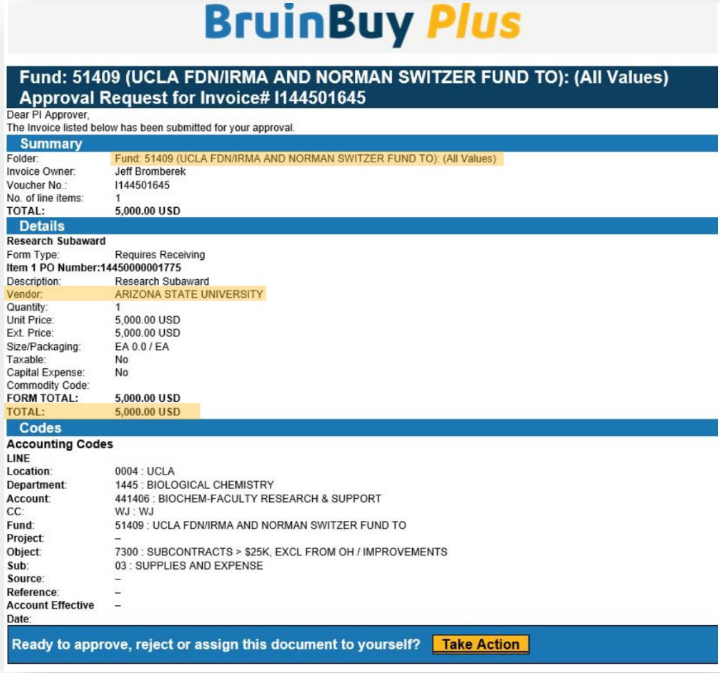 BruinBuy Plus
Fund: 51409 (UCLA FDN/IRMA AND NORMAN SWITZER FUND TO): (All Values)
Approval Request for Invoice# I144501645
Dear PI Approver,
The Invoice listed below has been submitted for your approval.
Summary
Folder: Fund: 51409 (UCLA FDN/IRMA AND NORMAN SWITZER FUND TO): (All Values)
Invoice Owner: Jeff Bromberek
Voucher No.: I144501645
No. of line items: 1
TOTAL: 5,000.00 USD
Details
Research Subaward
Form Type: Requires Receiving
Item 1 PO Number:14450000001775
Description: Research Subaward
Vendor: ARIZONA STATE UNIVERSITY
Quantity: 1
Unit Price: 5,000.00 USD
Ext. Price: 5,000.00 USD
Size/Packaging: EA 0.0 / EA
Taxable: No
Capital Expense: No
Commodity Code:
FORM TOTAL: 5,000.00 USD
TOTAL: 5,000.00 USD
Codes
Accounting Codes
LINE
Location: 0004 : UCLA
Department: 1445 : BIOLOGICAL CHEMISTRY
Account: 441406 : BIOCHEM-FACULTY RESEARCH & SUPPORT
CC: WJ : WJ
Fund: 51409 : UCLA FDN/IRMA AND NORMAN SWITZER FUND TO
Project: –
Object: 7300 : SUBCONTRACTS > $25K, EXCL FROM OH / IMPROVEMENTS
Sub: 03 : SUPPLIES AND EXPENSE
Source: –
Reference: –
Account Effective –
Date:
Ready to approve, reject or assign this document to yourself? Take Action